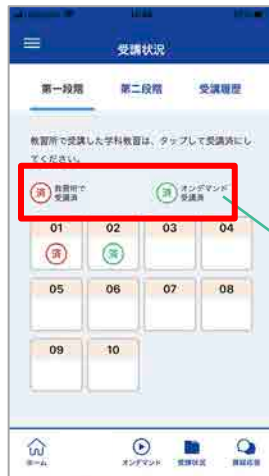 受講状況
第一段階 第二段階 受講履歴
教習所で受講した学科教習は、タップして受講済にし
てください。
済 教習所で受講済 済 オンデマンド受講済
01 02 03 04
済 済
05 06 07 08
09 10
ホーム オンデマンド 受講状況